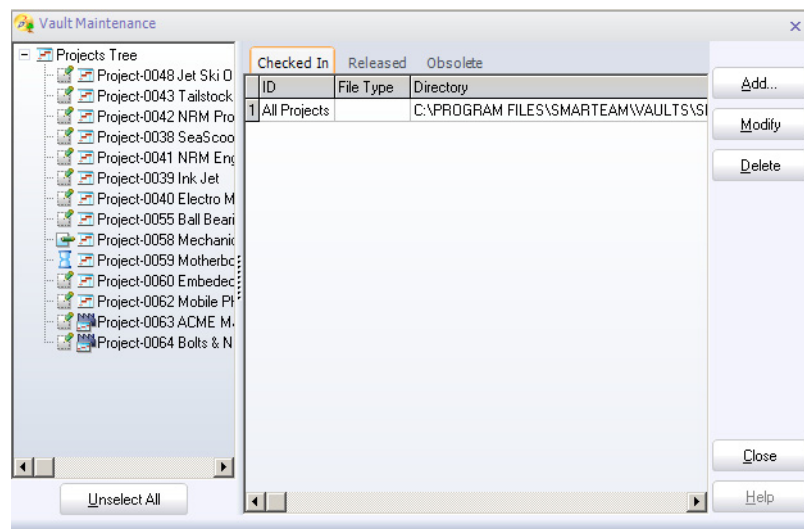 Vault Maintenance
Projects Tree
Project-0048 Jet Ski O
Project-0043 Tailstock
Project-0042 NRM Pro
Project-0038 SeaScoo
Project-0041 NRM Eng
Project-0039 Ink Jet
Project-0040 Electro M
Project-0055 Ball Beari
Project-0058 Mechanic
Project-0059 Motherbo
Project-0060 Embedec
Project-0062 Mobile Ph
Project-0063 ACME M
Project-0064 Bolts & N
Unselect All
Checked In Released Obsolete
ID File Type Directory
1 All Projects C:\PROGRAM FILES\SMARTEAM\VAULTS\S
Add...
Modify
Delete
Close
Help